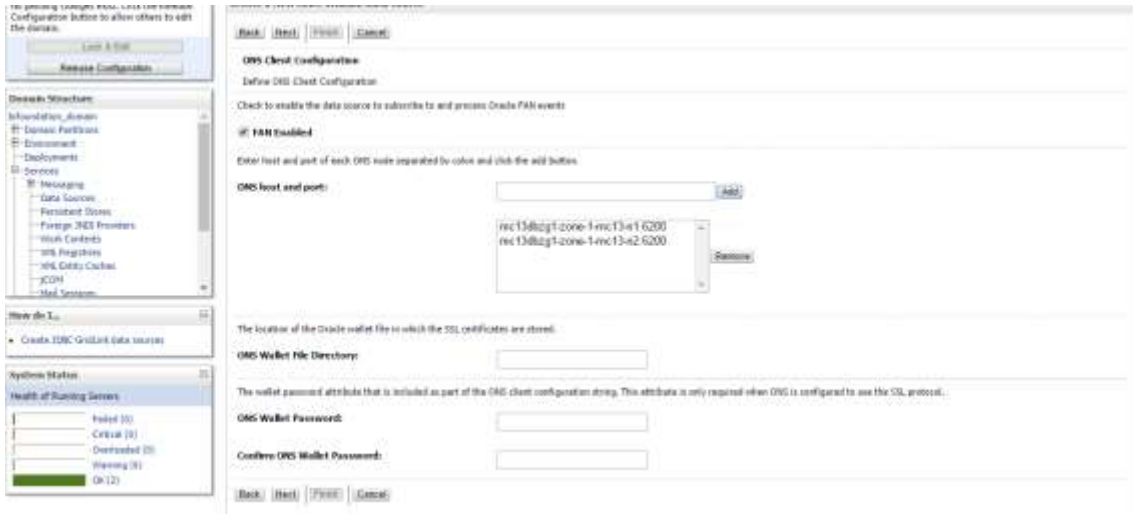 Configuration button to allow others to edit
the domain.
Lock & Edit
Release Configuration
Domain Structure
bifoundation_domain
Domain Partitions
Environment
Deployments
Services
Messaging
Data Sources
Persistent Stores
Foreign JNDI Providers
Work Contexts
XML Registries
XML Entity Caches
jCOM
Mail Sessions
How do I...
Create JDBC GridLink data sources
System Status
Health of Running Servers
Failed (0)
Critical (0)
Overloaded (0)
Warning (0)
OK (2)
Back Next Finish Cancel
ONS Client Configuration
Define ONS Client Configuration
Check to enable the data source to subscribe to and process Oracle FAN events
FAN Enabled
Enter host and port of each ONS node separated by colon and click the add button.
ONS host and port:
Add
mc13dbzg1-zone-1-mc13-n1:6200
mc13dbzg1-zone-1-mc13-n2:6200
Remove
The location of the Oracle wallet file in which the SSL certificates are stored.
ONS Wallet File Directory:
The wallet password attribute that is included as part of the ONS client configuration string. This attribute is only required when ONS is configured to use the SSL protocol.
ONS Wallet Password:
Confirm ONS Wallet Password:
Back Next Finish Cancel